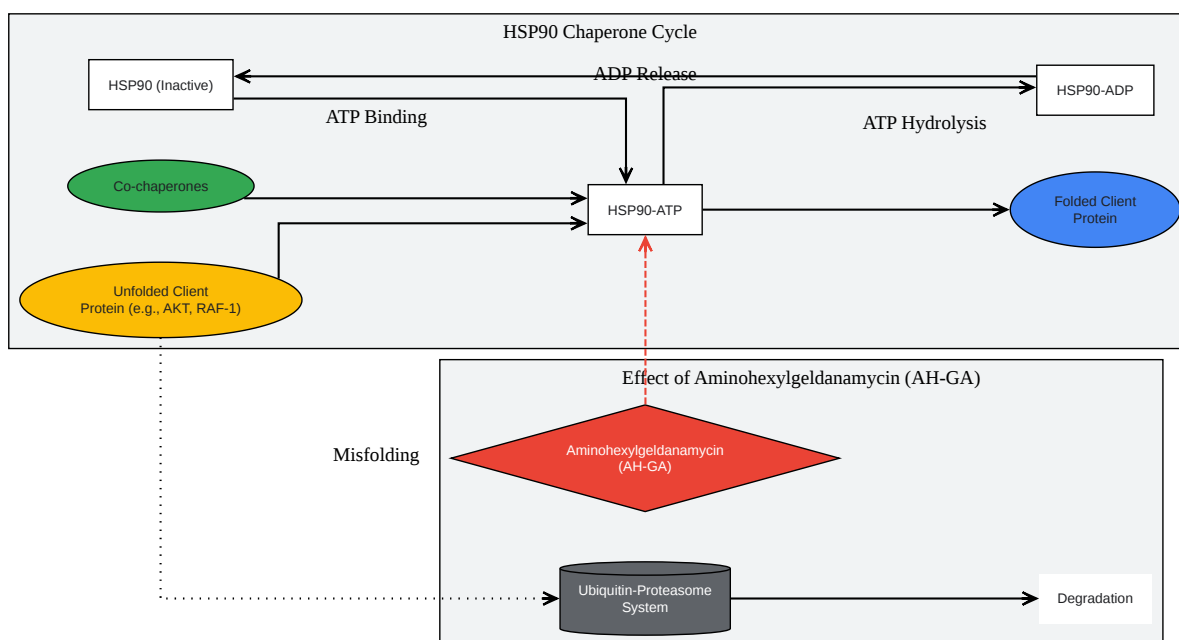 HSP90 Chaperone Cycle
HSP90 (Inactive)
ADP Release
HSP90-ADP
ATP Binding
ATP Hydrolysis
Co-chaperones
HSP90-ATP
Folded Client
Protein
Unfolded Client
Protein (e.g., AKT, RAF-1)
Effect of Aminohexylgeldanamycin (AH-GA)
Misfolding
Aminohexylgeldanamycin
(AH-GA)
Ubiquitin-Proteasome
System
Degradation